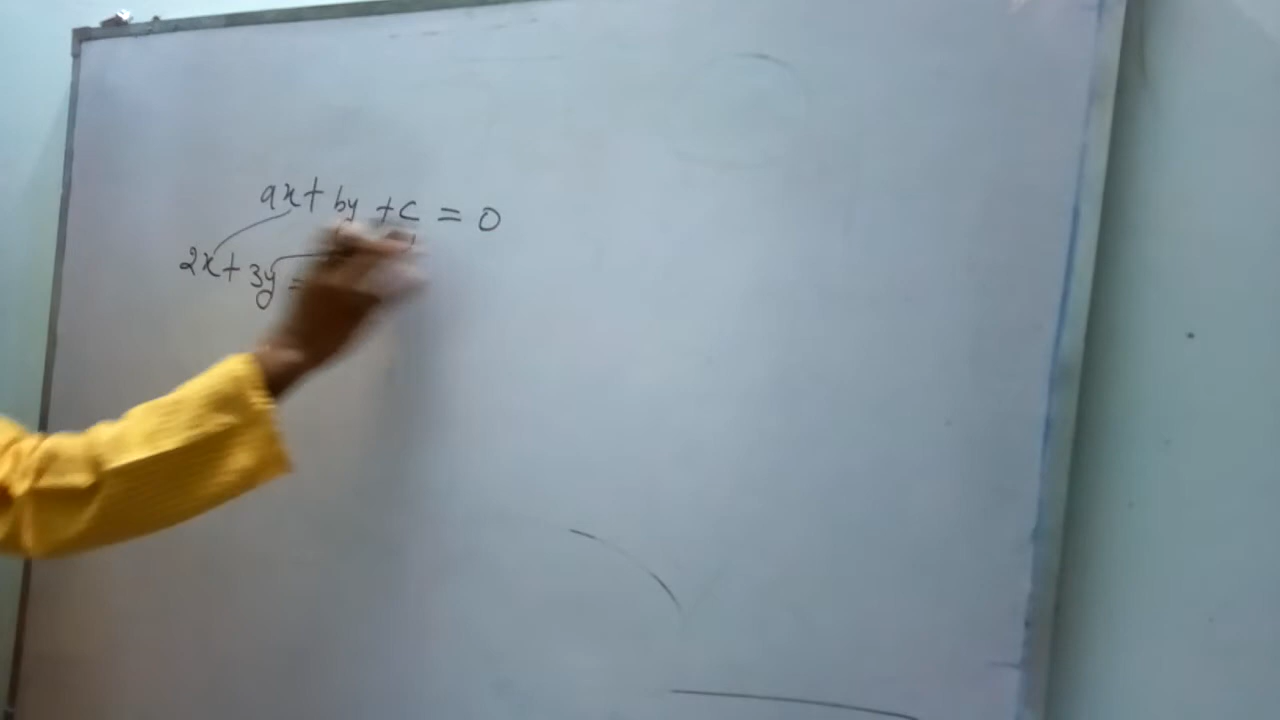 ax + by + c = 0
2x + 3y =